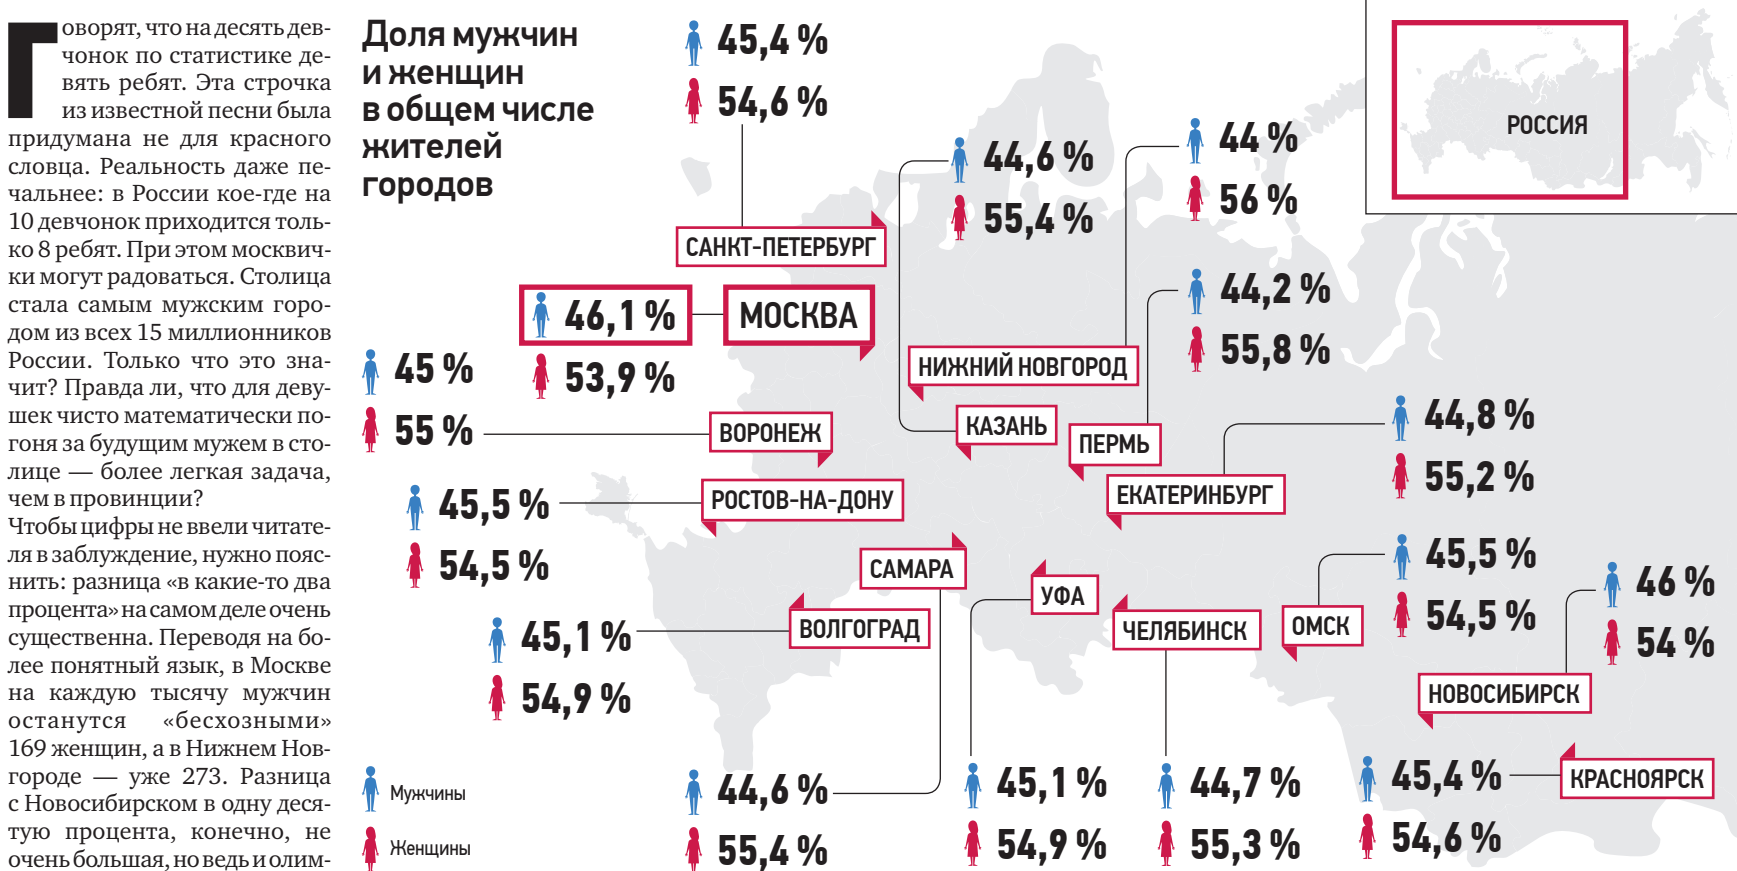 Говорят, что на десять дев-
чонок по статистике де-
вять ребят. Эта строчка
из известной песни была
придумана не для красного
словца. Реальность даже пе-
чальнее: в России кое-где на
10 девчонок приходится толь-
ко 8 ребят. При этом москвич-
ки могут радоваться. Столица
стала самым мужским горо-
дом из всех 15 миллионников
России. Только что это зна-
чит? Правда ли, что для деву-
шек чисто математически по-
гоня за будущим мужем в сто-
лице — более легкая задача,
чем в провинции?
Чтобы цифры не ввели читате-
ля в заблуждение, нужно пояс-
нить: разница «в какие-то два
процента» на самом деле очень
существенна. Переводя на бо-
лее понятный язык, в Москве
на каждую тысячу мужчин
останутся «бесхозными»
169 женщин, а в Нижнем Нов-
городе — уже 273. Разница
с Новосибирском в одну деся-
тую процента, конечно, не
очень большая, но ведь и олим-
Доля мужчин
и женщин
в общем числе
жителей
городов
45,4 %
54,6 %
САНКТ-ПЕТЕРБУРГ
46,1 %
МОСКВА
53,9 %
45 %
55 %
ВОРОНЕЖ
45,5 %
РОСТОВ-НА-ДОНУ
54,5 %
45,1 %
ВОЛГОГРАД
54,9 %
САМАРА
44,6 %
55,4 %
44,6 %
55,4 %
КАЗАНЬ
44 %
56 %
НИЖНИЙ НОВГОРОД
44,2 %
55,8 %
ПЕРМЬ
44,8 %
55,2 %
ЕКАТЕРИНБУРГ
УФА
45,1 %
54,9 %
ЧЕЛЯБИНСК
44,7 %
55,3 %
45,5 %
54,5 %
ОМСК
46 %
54 %
НОВОСИБИРСК
45,4 %
КРАСНОЯРСК
54,6 %
РОССИЯ
Мужчины
Женщины